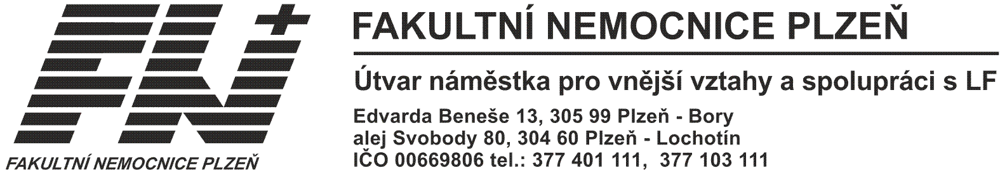 FN+
FAKULTNÍ NEMOCNICE PLZEŇ
FAKULTNÍ NEMOCNICE PLZEŇ
Útvar náměstka pro vnější vztahy a spolupráci s LF
Edvarda Beneše 13, 305 99 Plzeň - Bory
alej Svobody 80, 304 60 Plzeň - Lochotín
IČO 00669806 tel.: 377 401 111, 377 103 111